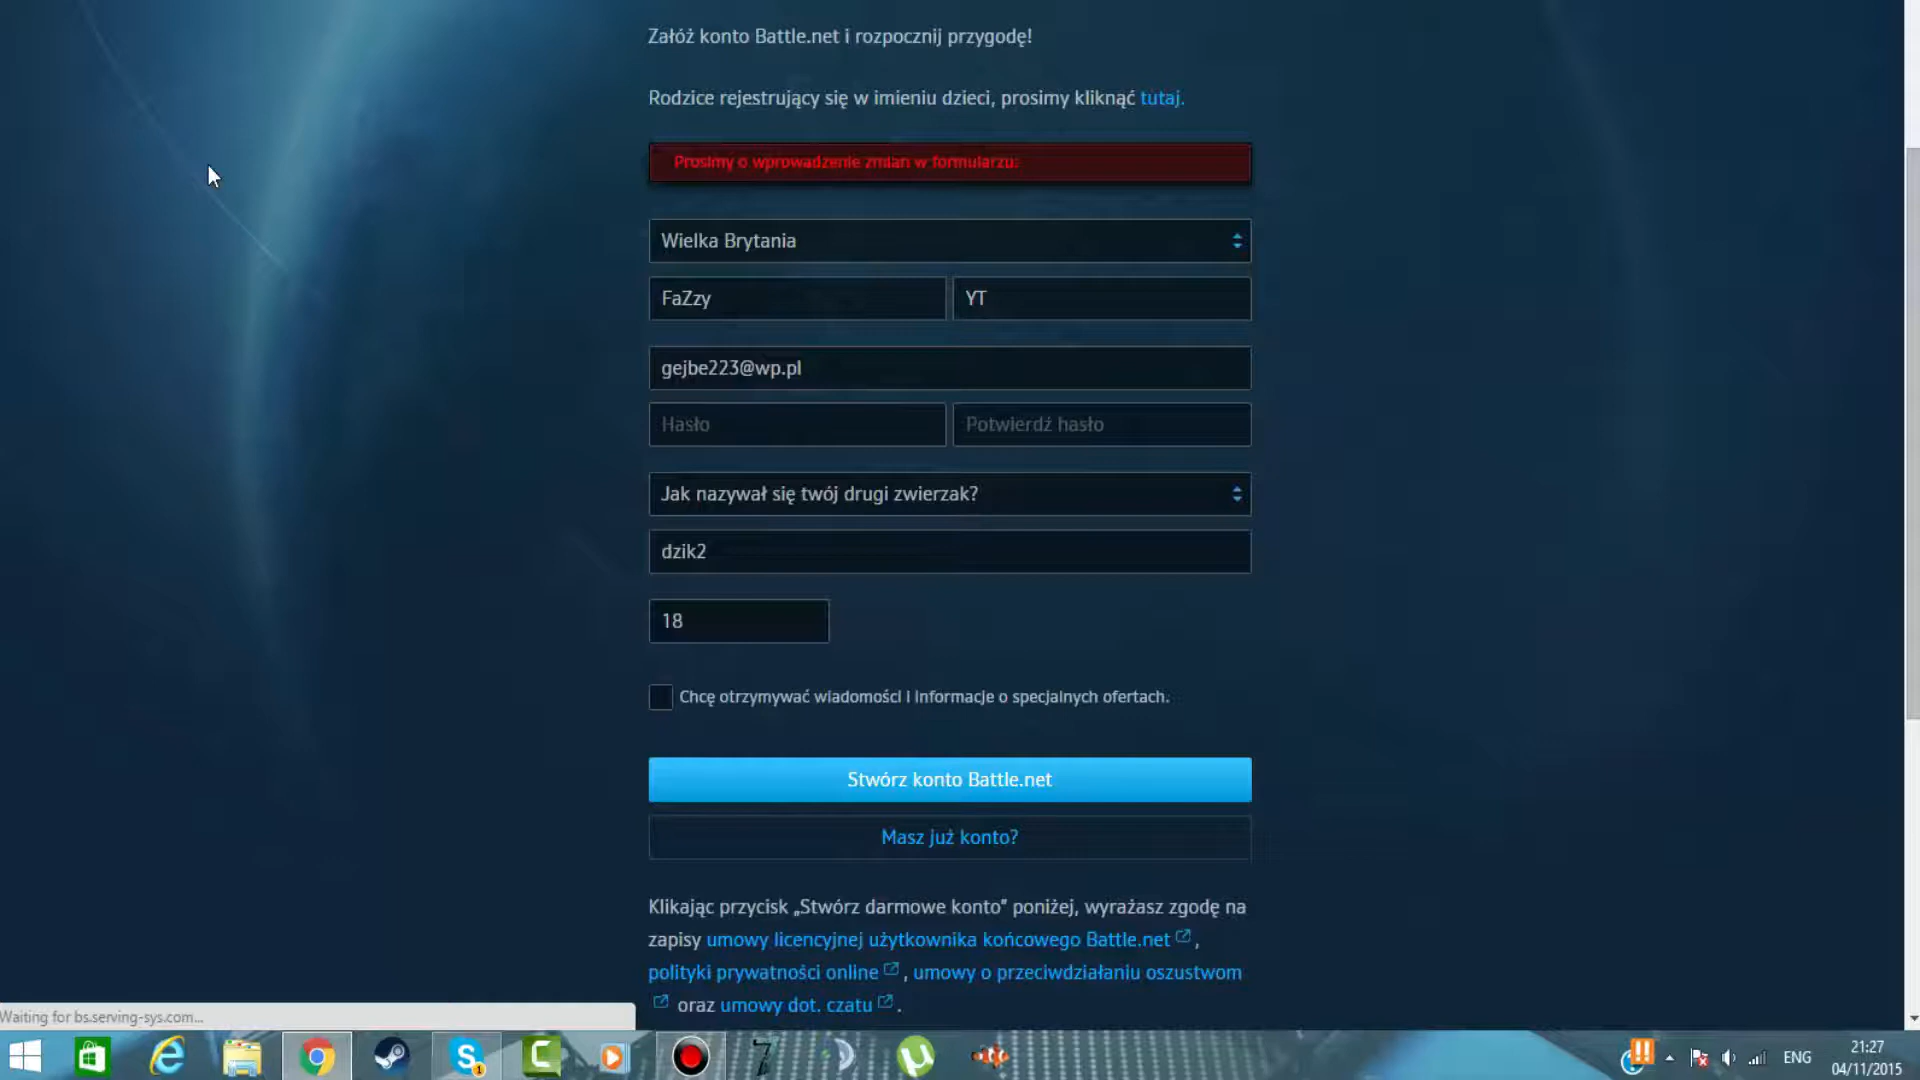 Załóż konto Battle.net i rozpocznij przygodę!
Rodzice rejestrujący się w imieniu dzieci, prosimy kliknąć tutaj.
Prosimy o wprowadzenie zmian w formularzu:
Wielka Brytania
FaZzy YT
gejbe223@wp.pl
Hasło Potwierdź hasło
Jak nazywał się twój drugi zwierzak?
dzik2
18
Chcę otrzymywać wiadomości i informacje o specjalnych ofertach.
Stwórz konto Battle.net
Masz już konto?
Klikając przycisk „Stwórz darmowe konto” poniżej, wyrażasz zgodę na
zapisy umowy licencyjnej użytkownika końcowego Battle.net ,
polityki prywatności online , umowy o przeciwdziałaniu oszustwom
oraz umowy dot. czatu .
Waiting for bs.serving-sys.com...
ENG
21:27
04/11/2015